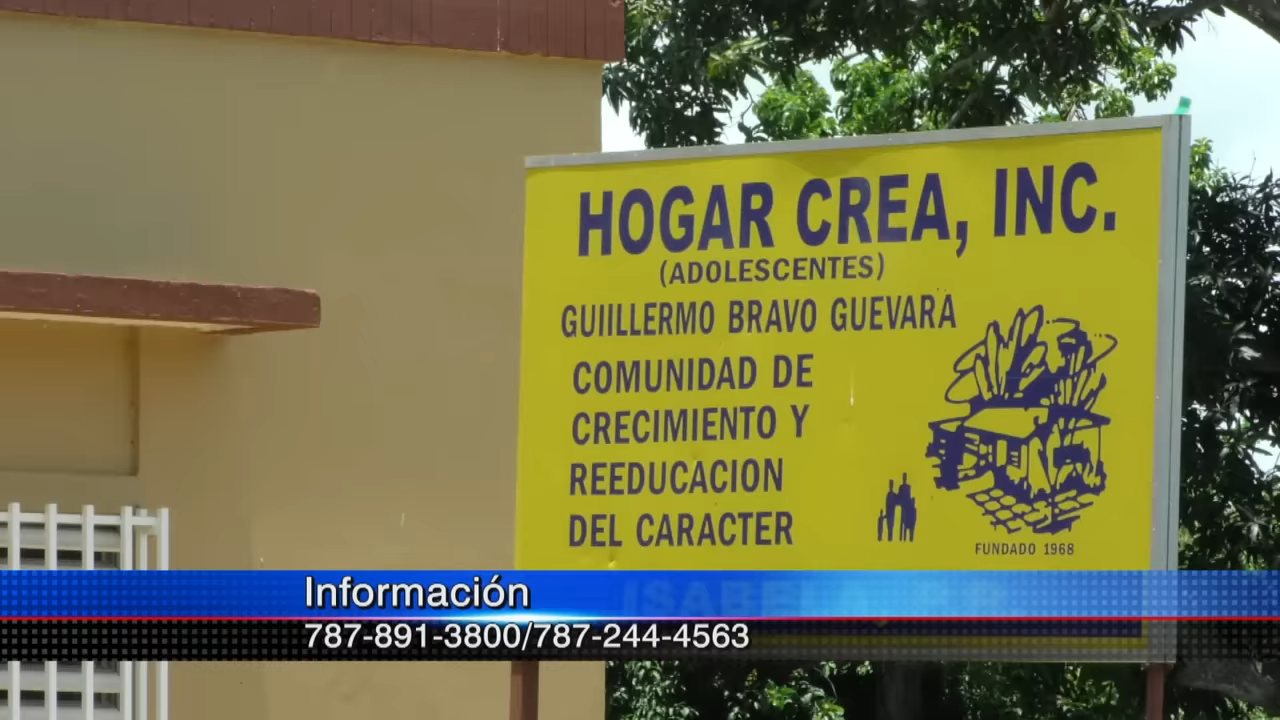 HOGAR CREA, INC.
(ADOLESCENTES)
GUIILLERMO BRAVO GUEVARA
COMUNIDAD DE
CRECIMIENTO Y
REEDUCACION
DEL CARACTER
FUNDADO 1968
Información
787-891-3800/787-244-4563